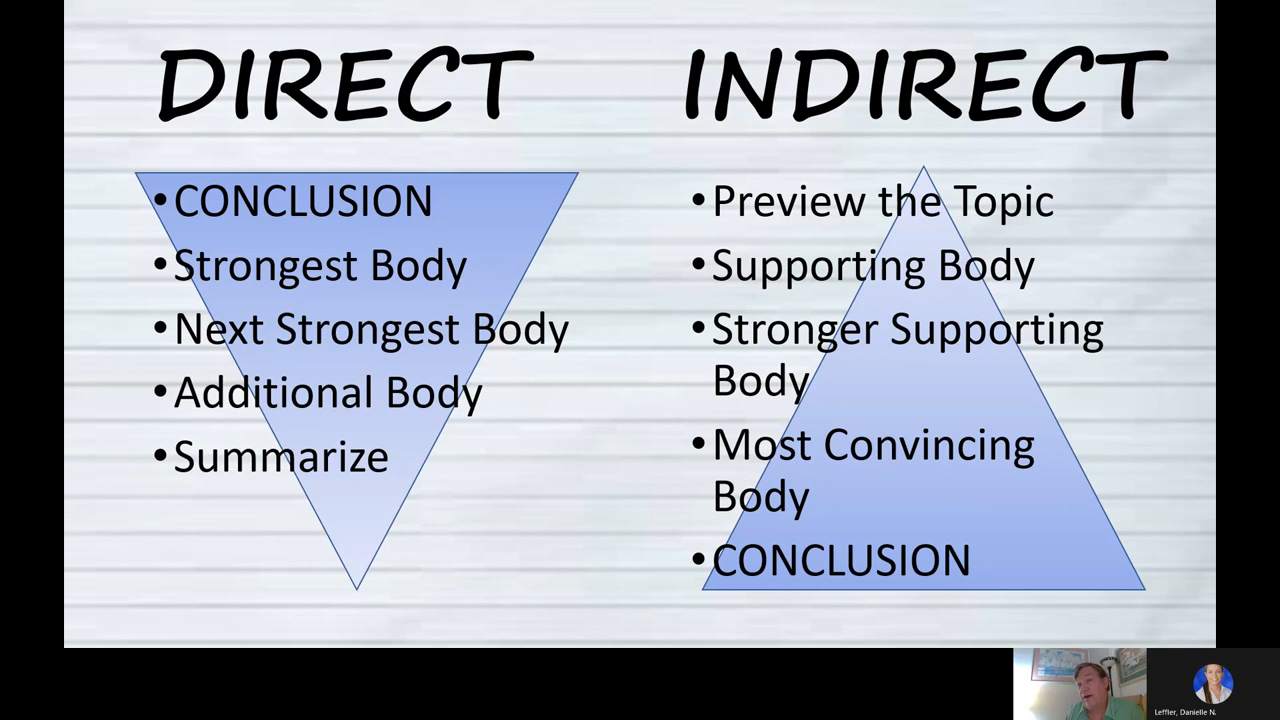 DIRECT
INDIRECT
•CONCLUSION
•Strongest Body
•Next Strongest Body
•Additional Body
•Summarize
•Preview the Topic
•Supporting Body
•Stronger Supporting
Body
•Most Convincing
Body
•CONCLUSION
Leffler, Danielle N.